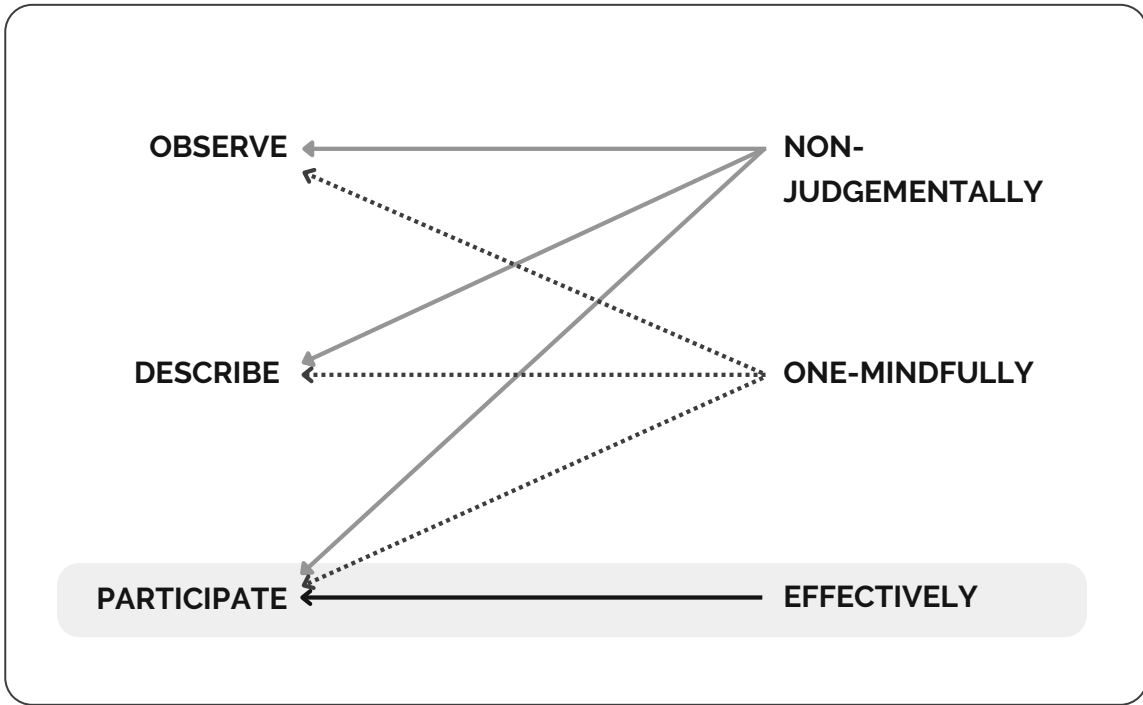 OBSERVE
NON-
JUDGEMENTALLY
DESCRIBE
ONE-MINDFULLY
PARTICIPATE
EFFECTIVELY